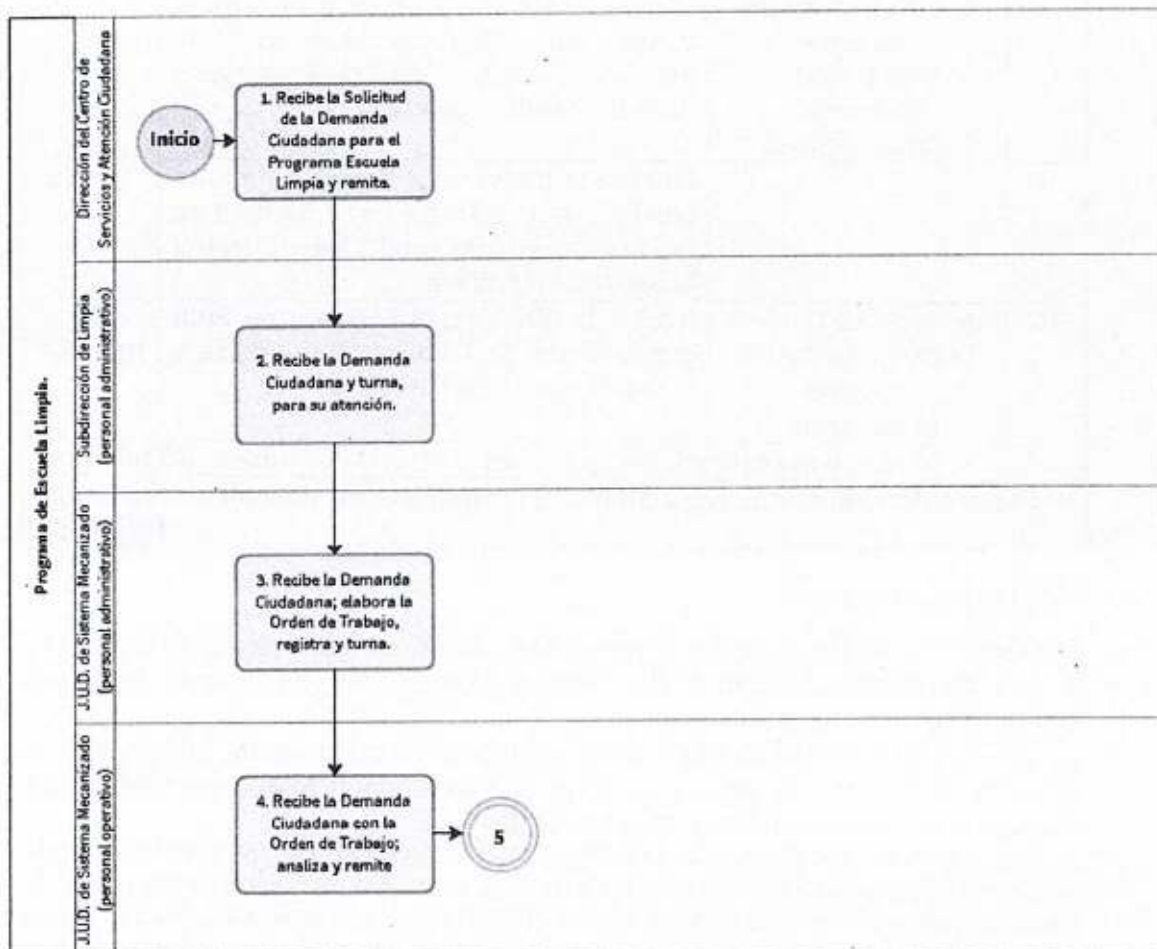 Programa de Escuela Limpia.
Dirección del Centro de
Servicios y Atención Ciudadana
Inicio
1. Recibe la Solicitud
de la Demanda
Ciudadana para el
Programa Escuela
Limpia y remite.
Subdirección de Limpia
(personal administrativo)
2. Recibe la Demanda
Ciudadana y turna,
para su atención.
J.U.D. de Sistema Mecanizado
(personal administrativo)
3. Recibe la Demanda
Ciudadana; elabora la
Orden de Trabajo,
registra y turna.
J.U.D. de Sistema Mecanizado
(personal operativo)
4. Recibe la Demanda
Ciudadana con la
Orden de Trabajo;
analiza y remite
5